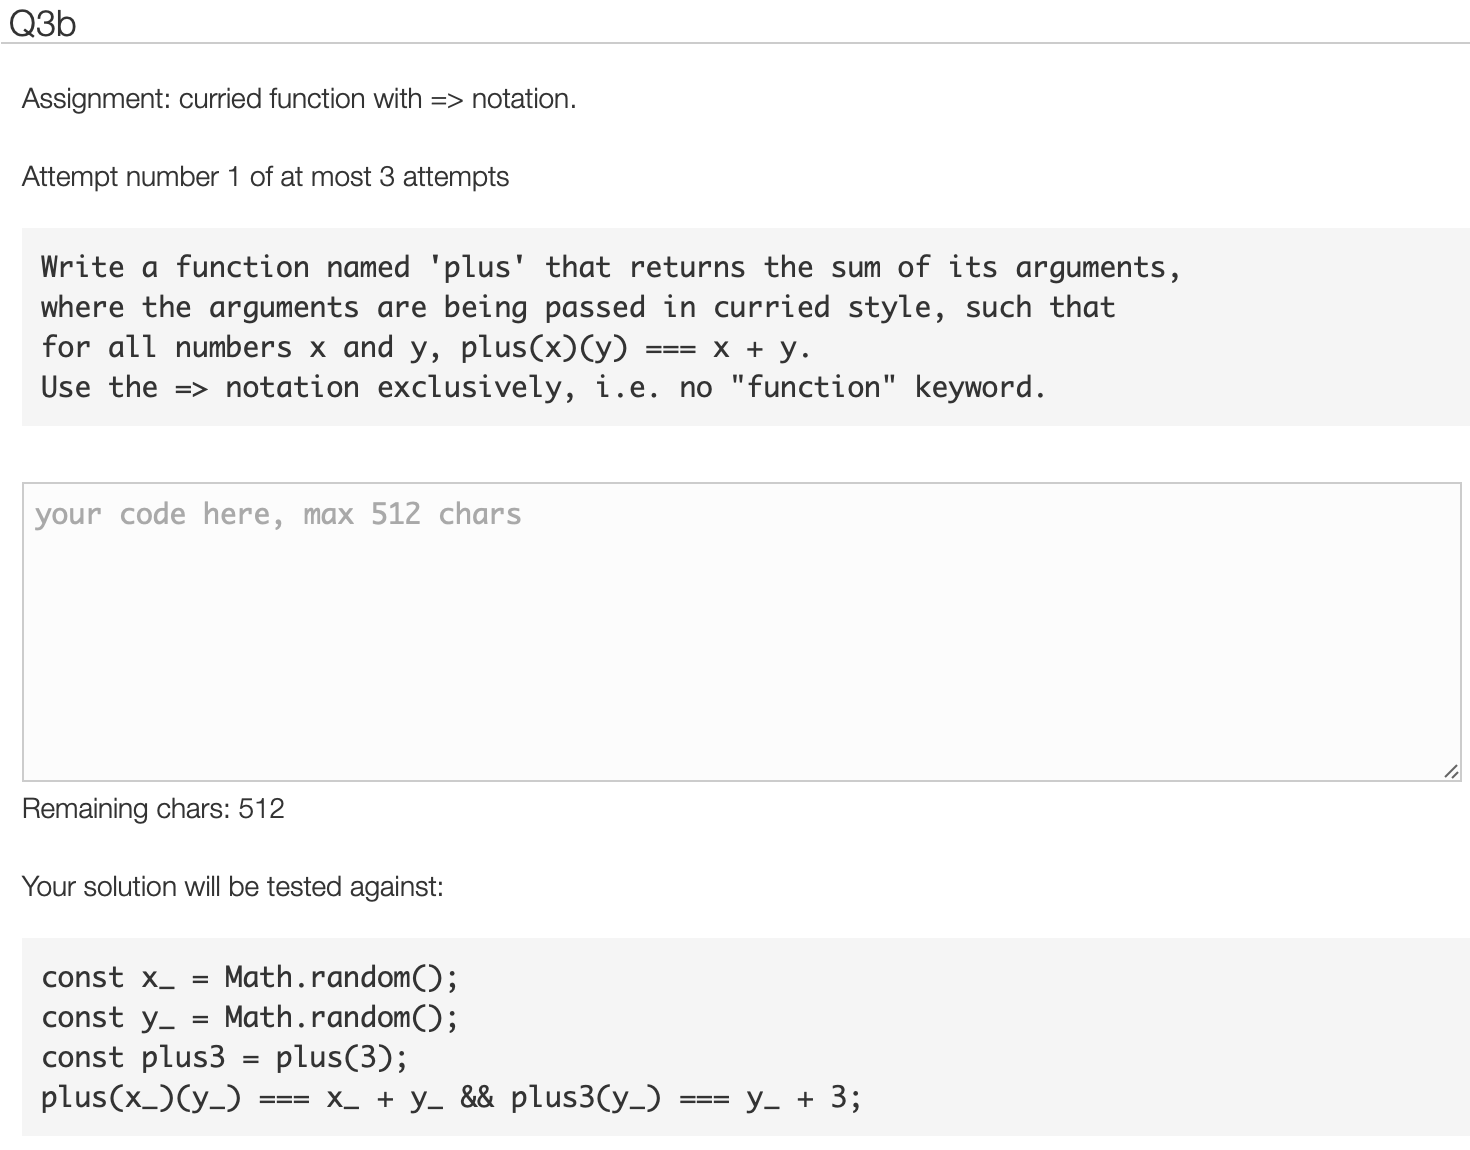 Q3b
Assignment: curried function with => notation.
Attempt number 1 of at most 3 attempts
Write a function named 'plus' that returns the sum of its arguments,
where the arguments are being passed in curried style, such that
for all numbers x and y, plus(x)(y) === x + y.
Use the => notation exclusively, i.e. no "function" keyword.
your code here, max 512 chars
Remaining chars: 512
Your solution will be tested against:
const x_ = Math.random();
const y_ = Math.random();
const plus3 = plus(3);
plus(x_)(y_) === x_ + y_ && plus3(y_) === y_ + 3;